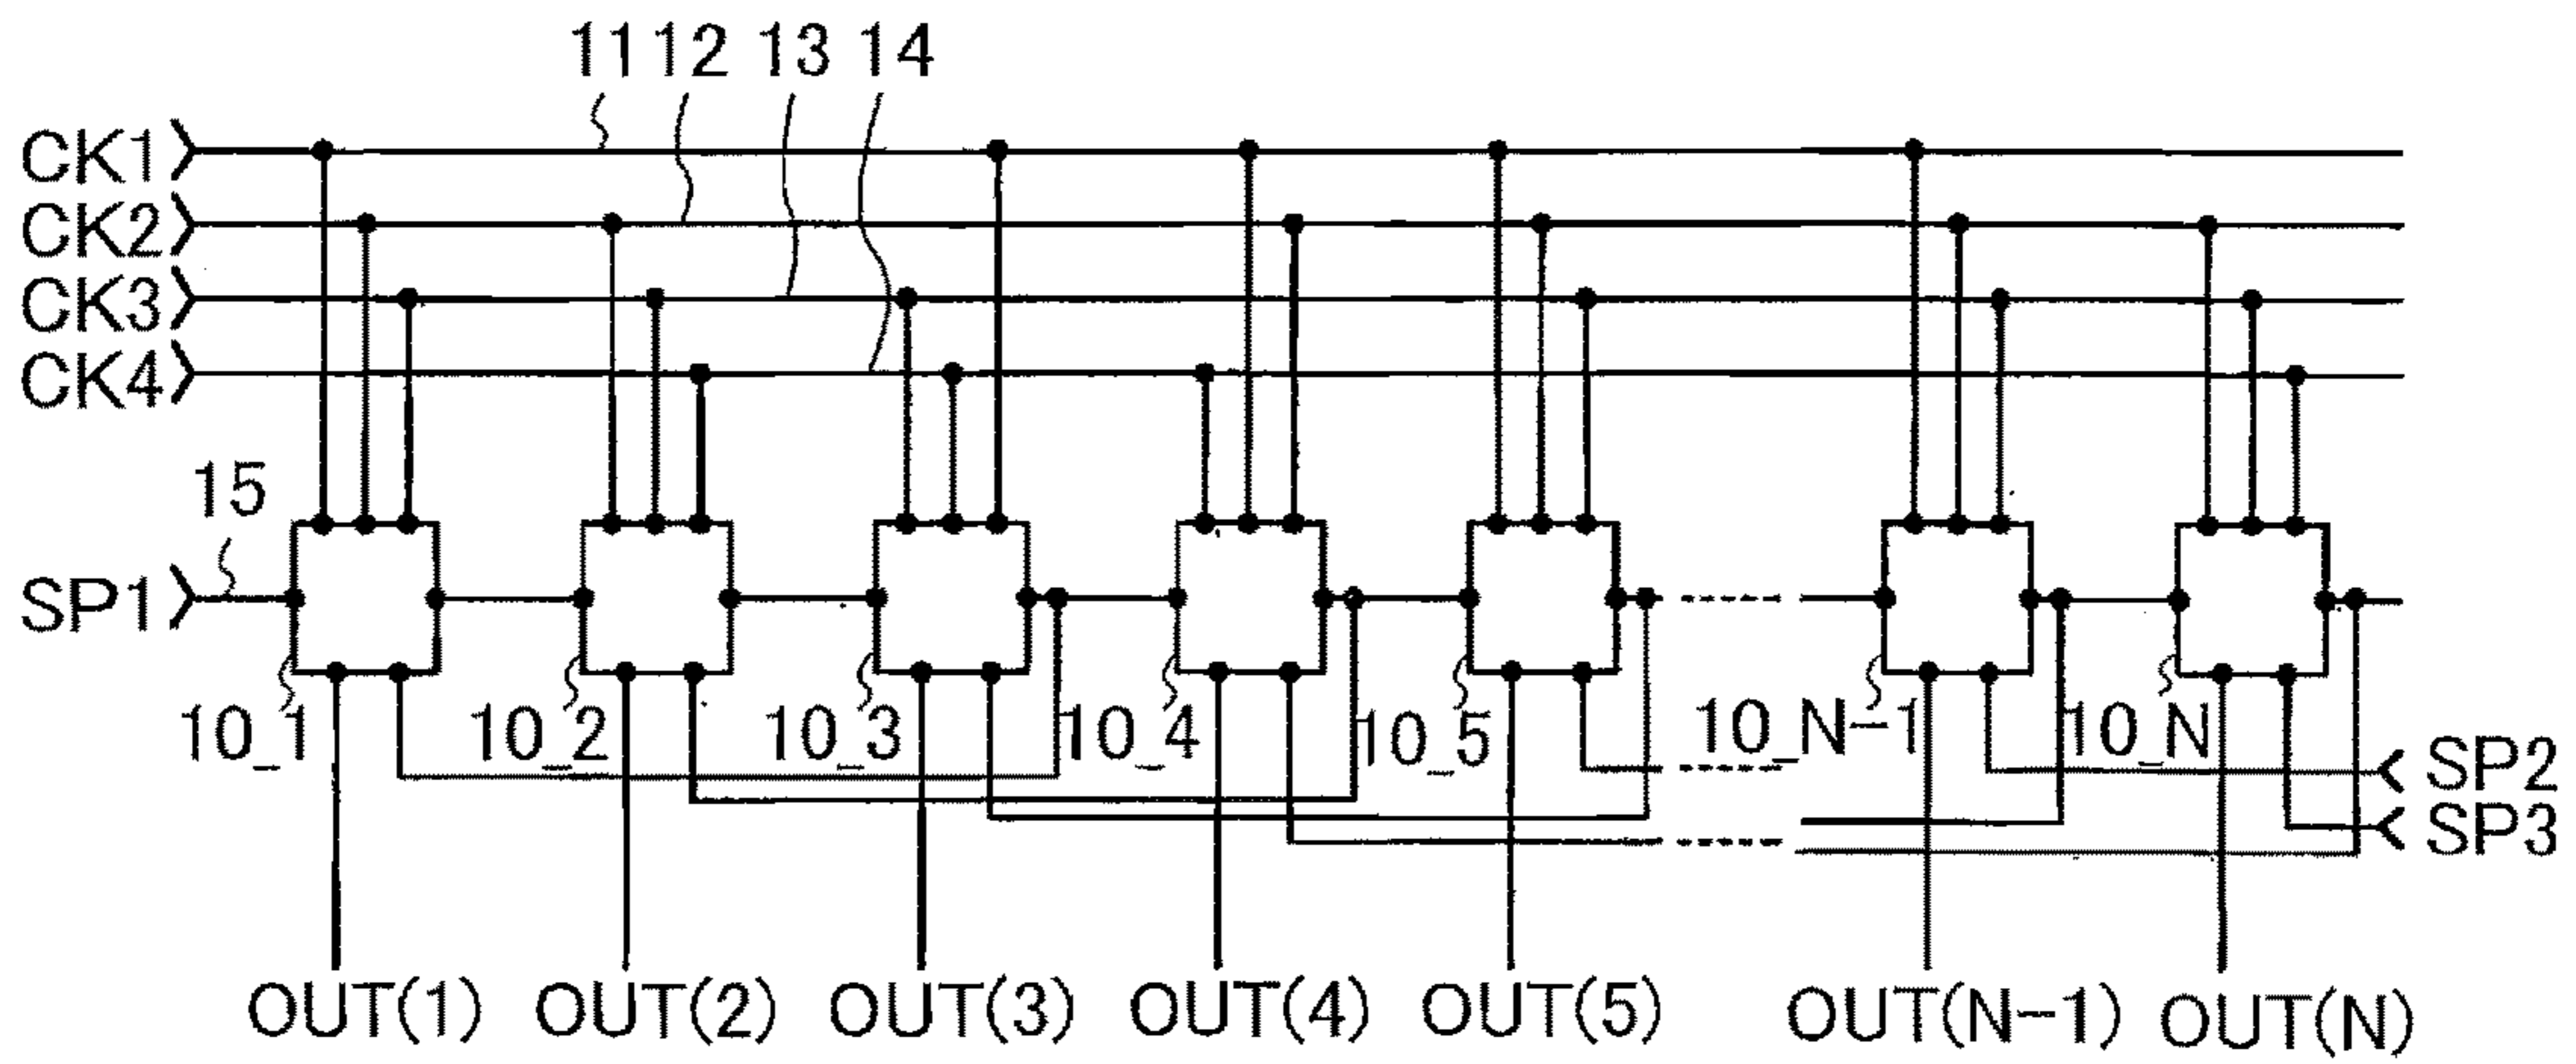 11 12 13 14
CK1
CK2
CK3
CK4
15
SP1
10_1 10_2 10_3 10_4 10_5 10_N-1 10_N
SP2
SP3
OUT(1) OUT(2) OUT(3) OUT(4) OUT(5) OUT(N-1) OUT(N)